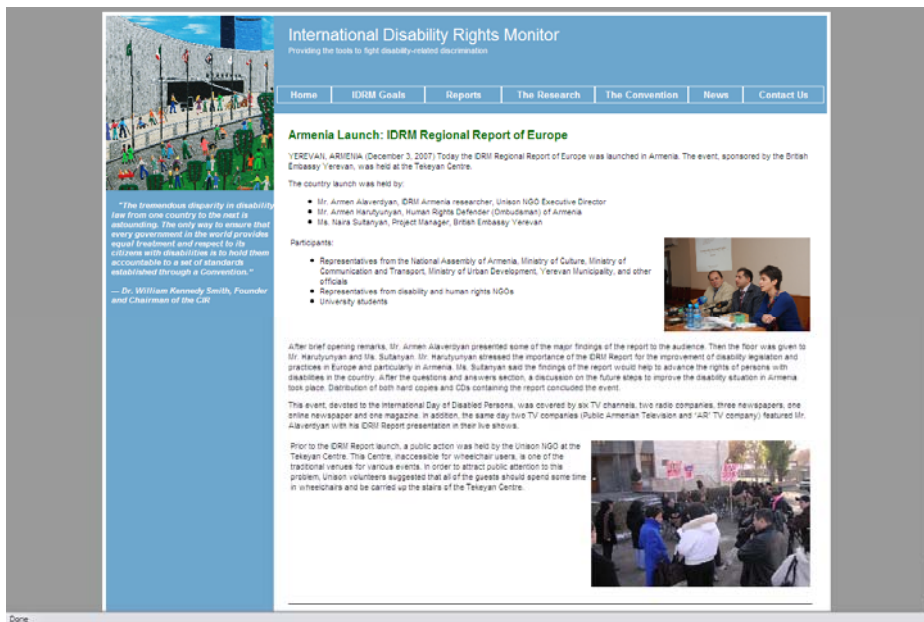 International Disability Rights Monitor
Providing the tools to fight disability-related discrimination
Home
IDRM Goals
Reports
The Research
The Convention
News
Contact Us
"The tremendous disparity in disability
law from one country to the next is
astounding. The only way to ensure that
every government in the world provides
equal treatment and respect to its
citizens with disabilities is to hold them
accountable to a set of standards
established through a Convention."
— Dr. William Kennedy Smith, Founder
and Chairman of the CIR
Armenia Launch: IDRM Regional Report of Europe
YEREVAN, ARMENIA (December 3, 2007) Today the IDRM Regional Report of Europe was launched in Armenia. The event, sponsored by the British
Embassy Yerevan, was held at the Tekeyan Centre.
The country launch was held by:
Mr. Armen Alaverdyan, IDRM Armenia researcher, Unison NGO Executive Director
Mr. Armen Harutyunyan, Human Rights Defender (Ombudsman) of Armenia
Ms. Naira Sultanyan, Project Manager, British Embassy Yerevan
Participants:
Representatives from the National Assembly of Armenia, Ministry of Culture, Ministry of
Communication and Transport, Ministry of Urban Development, Yerevan Municipality, and other
officials
Representatives from disability and human rights NGOs
University students
After brief opening remarks, Mr. Armen Alaverdyan presented some of the major findings of the report to the audience. Then the floor was given to
Mr. Harutyunyan and Ms. Sultanyan. Mr. Harutyunyan stressed the importance of the IDRM Report for the improvement of disability legislation and
practices in Europe and particularly in Armenia. Ms. Sultanyan said the findings of the report would help to advance the rights of persons with
disabilities in the country. After the questions and answers section, a discussion on the future steps to improve the disability situation in Armenia
took place. Distribution of both hard copies and CDs containing the report concluded the event.
This event, devoted to the International Day of Disabled Persons, was covered by six TV channels, two radio companies, three newspapers, one
online newspaper and one magazine. In addition, the same day two TV companies (Public Armenian Television and "AR" TV company) featured Mr.
Alaverdyan with his IDRM Report presentation in their live shows.
Prior to the IDRM Report launch, a public action was held by the Unison NGO at the
Tekeyan Centre. This Centre, inaccessible for wheelchair users, is one of the
traditional venues for various events. In order to attract public attention to this
problem, Unison volunteers suggested that all of the guests should spend some time
in wheelchairs and be carried up the stairs of the Tekeyan Centre.
Done